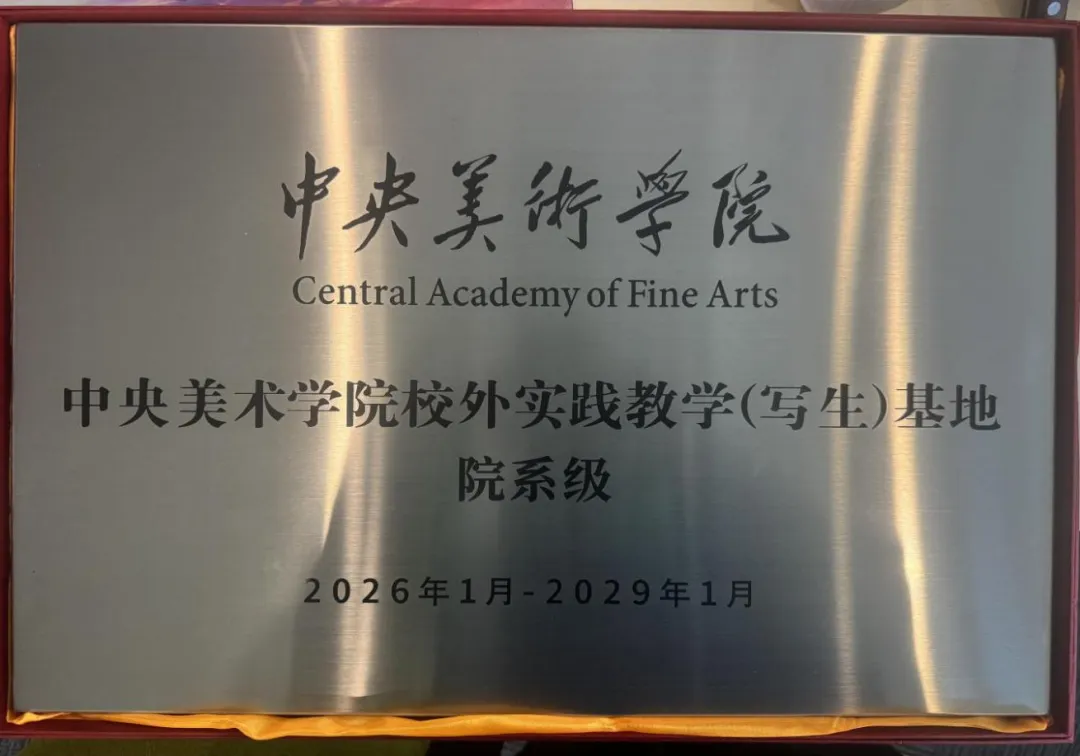 中央美術學院
Central Academy of Fine Arts
中央美术学院校外实践教学(写生)基地
院系级
2026年1月-2029年1月